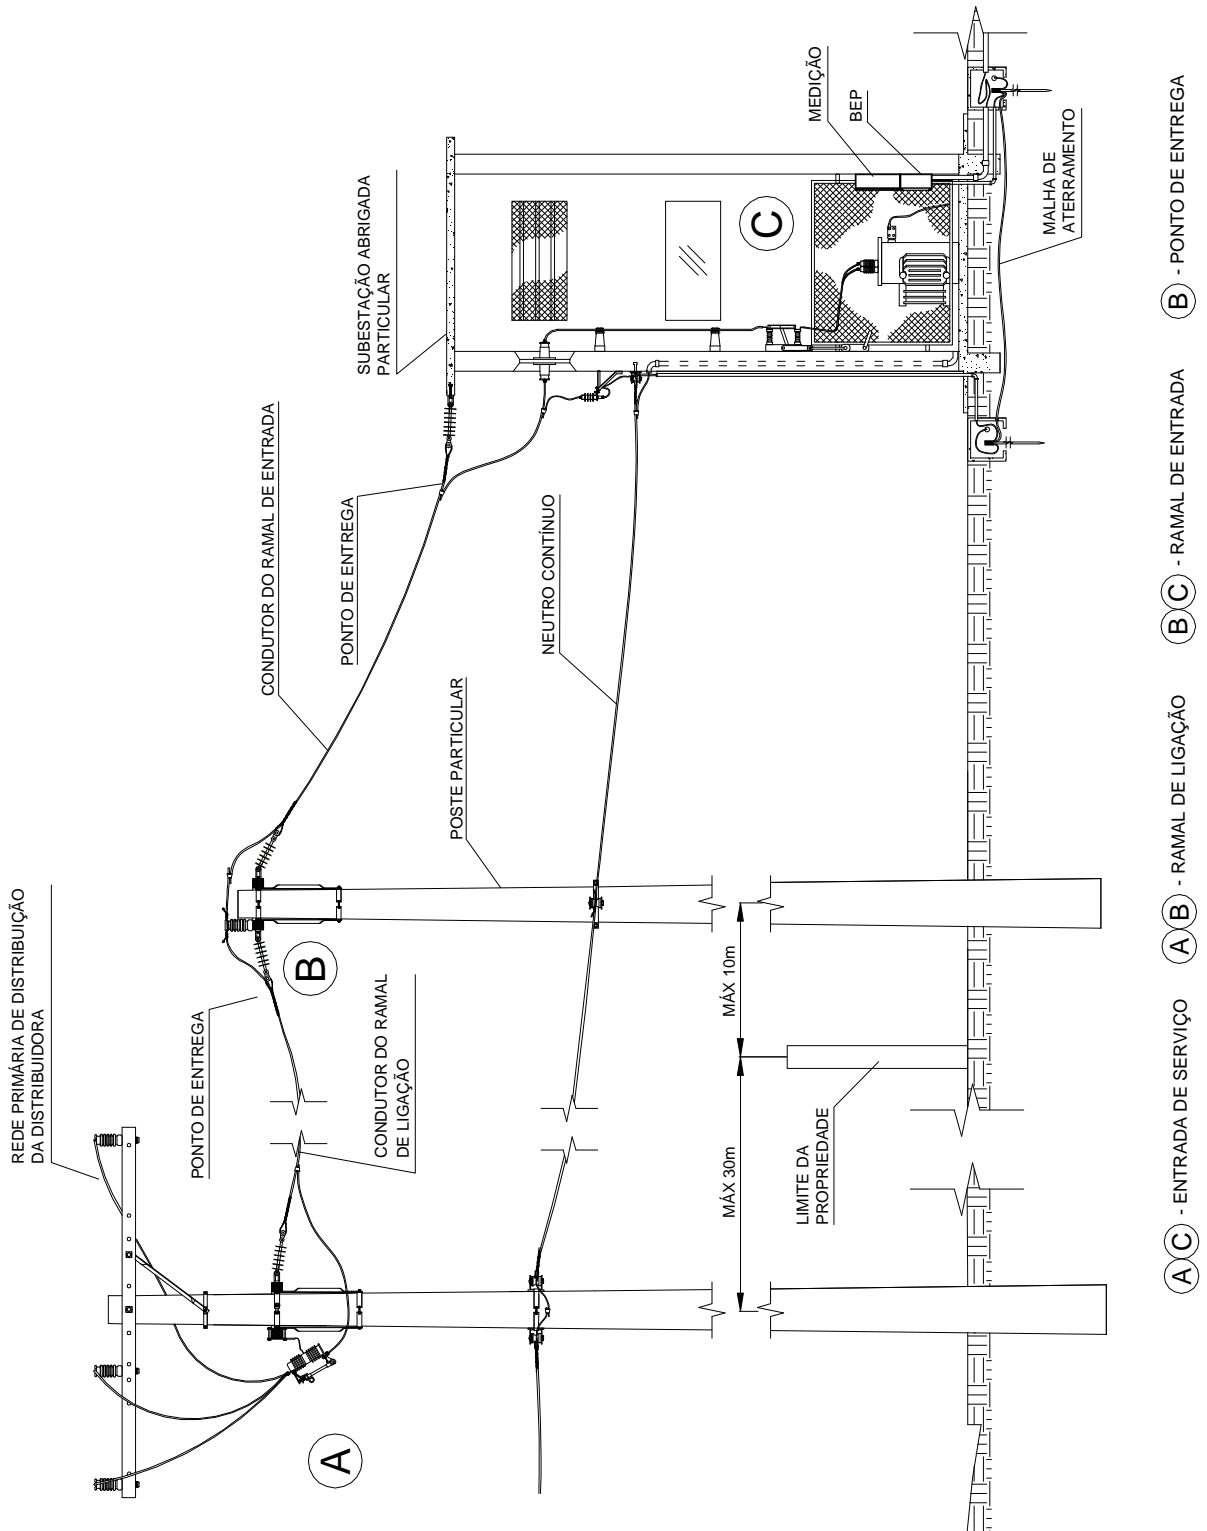 REDE PRIMÁRIA DE DISTRIBUIÇÃO
DA DISTRIBUIDORA
PONTO DE ENTREGA
CONDUTOR DO RAMAL
DE LIGAÇÃO
CONDUTOR DO RAMAL DE ENTRADA
PONTO DE ENTREGA
SUBESTAÇÃO ABRIGADA
PARTICULAR
POSTE PARTICULAR
NEUTRO CONTÍNUO
MEDIÇÃO
BEP
MALHA DE
ATERRAMENTO
A
B
C
MÁX 30m
MÁX 10m
LIMITE DA
PROPRIEDADE
A C - ENTRADA DE SERVIÇO
A B - RAMAL DE LIGAÇÃO
B C - RAMAL DE ENTRADA
B - PONTO DE ENTREGA